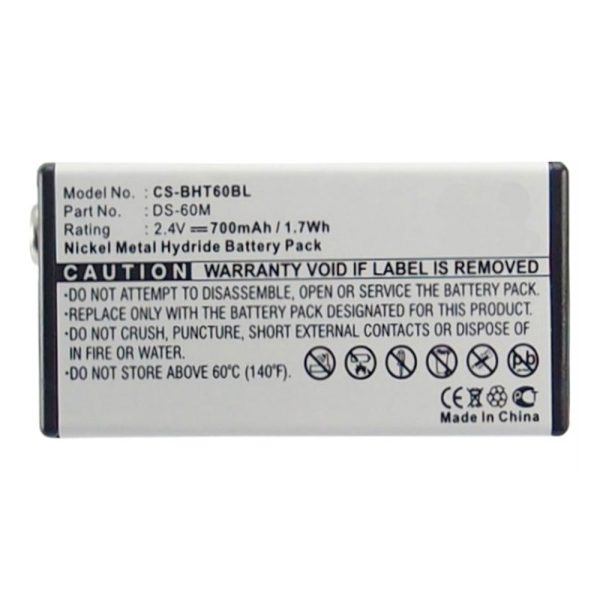 Model No. : CS-BHT60BL
Part No. : DS-60M
Rating : 2.4V⎓700mAh / 1.7Wh
Nickel Metal Hydride Battery Pack
CAUTION WARRANTY VOID IF LABEL IS REMOVED
•DO NOT ATTEMPT TO DISASSEMBLE, OPEN OR SERVICE THE BATTERY PACK.
•REPLACE ONLY WITH THE BATTERY PACK DESIGNED FOR THIS PRODUCT.
•DO NOT CRUSH, PUNCTURE, SHORT EXTERNAL CONTACTS OR DISPOSE OF
IN FIRE OR WATER.
•DO NOT STORE ABOVE 60°C (140°F)
Pb
CE
Made In China